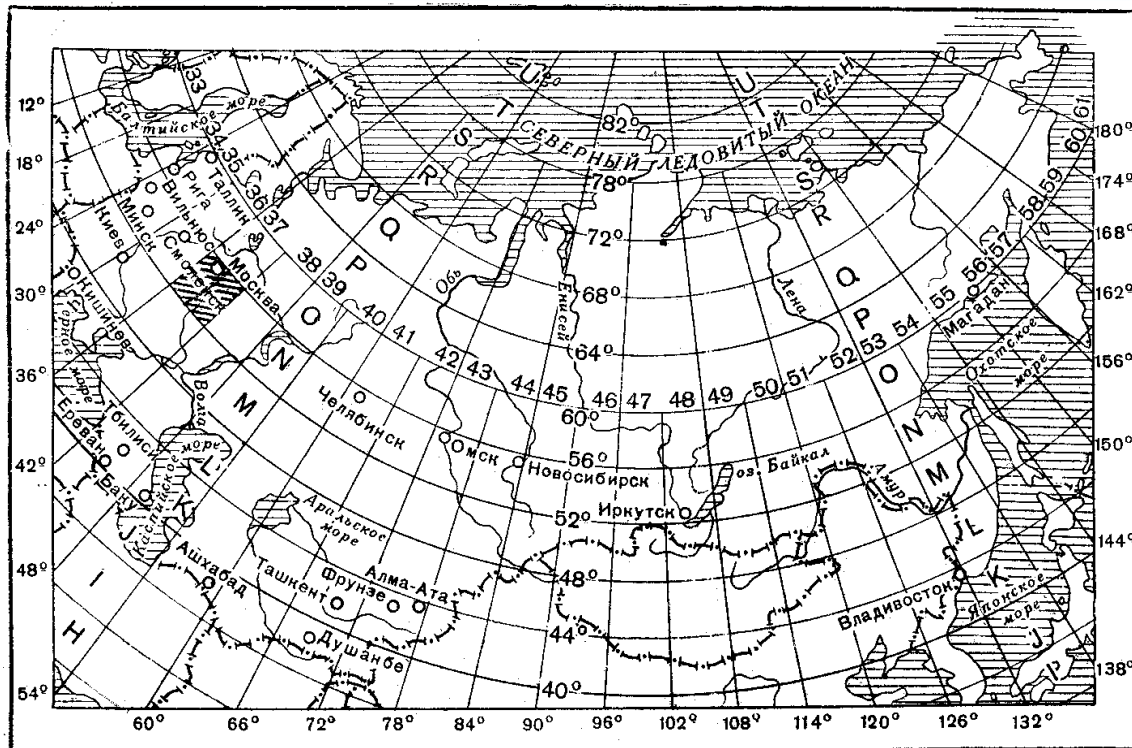 U
80
U
T
82°
T
СЕВЕРНЫЙ ЛЕДОВИТЫЙ ОКЕАН
S
78°
S
R
72°
R
Q
68°
Q
P
64°
P
O
60°
O
N
56°
N
M
52°
M
L
48°
L
K
44°
K
I
40°
J
H
33 34 35 36 37 38 39 40 41 42 43 44 45 46 47 48 49 50 51 52 53 54 55 56 57 58 59 60 61
12°
18°
24°
30°
36°
42°
48°
54°
180°
174°
168°
162°
156°
150°
144°
138°
Балтийское море
Таллин
Рига
Вильнюс
Минск
Смоленск
Москва
Киев
Кишинев
Черное море
Волга
Тбилиси
Ереван
Баку
Каспийское море
Обь
Енисей
Лена
Магадан
Охотское море
Челябинск
Омск
Новосибирск
оз. Байкал
Иркутск
Амур
Аральское море
Ашхабад
Ташкент
Фрунзе
Алма-Ата
Душанбе
Владивосток
Японское море
60° 66° 72° 78° 84° 90° 96° 102° 108° 114° 120° 126° 132°